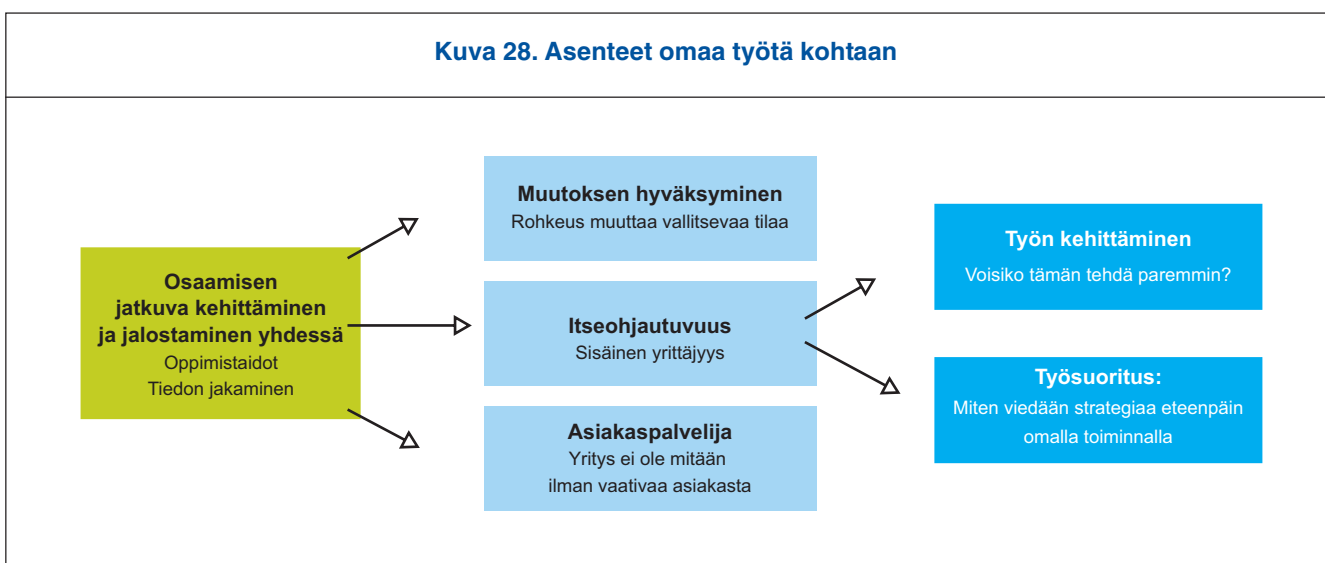 Kuva 28. Asenteet omaa työtä kohtaan
Osaamisen
jatkuva kehittäminen
ja jalostaminen yhdessä
Oppimistaidot
Tiedon jakaminen
Muutoksen hyväksyminen
Rohkeus muuttaa vallitsevaa tilaa
Itseohjautuvuus
Sisäinen yrittäjyys
Asiakaspalvelija
Yritys ei ole mitään
ilman vaativaa asiakasta
Työn kehittäminen
Voisiko tämän tehdä paremmin?
Työsuoritus:
Miten viedään strategiaa eteenpäin
omalla toiminnalla